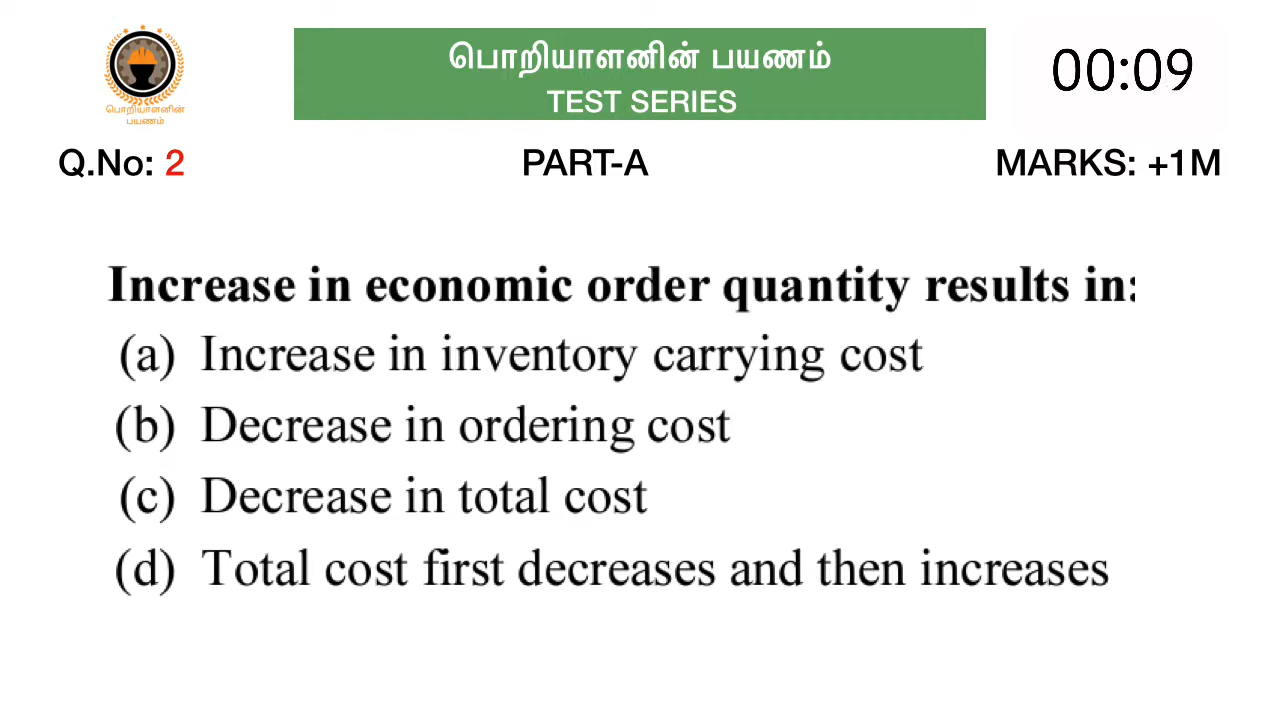 பொறியாளனின் பயணம்
TEST SERIES
00:09
பொறியாளனின்
பயணம்
Q.No: 2 PART-A MARKS: +1M
Increase in economic order quantity results in:
(a) Increase in inventory carrying cost
(b) Decrease in ordering cost
(c) Decrease in total cost
(d) Total cost first decreases and then increases